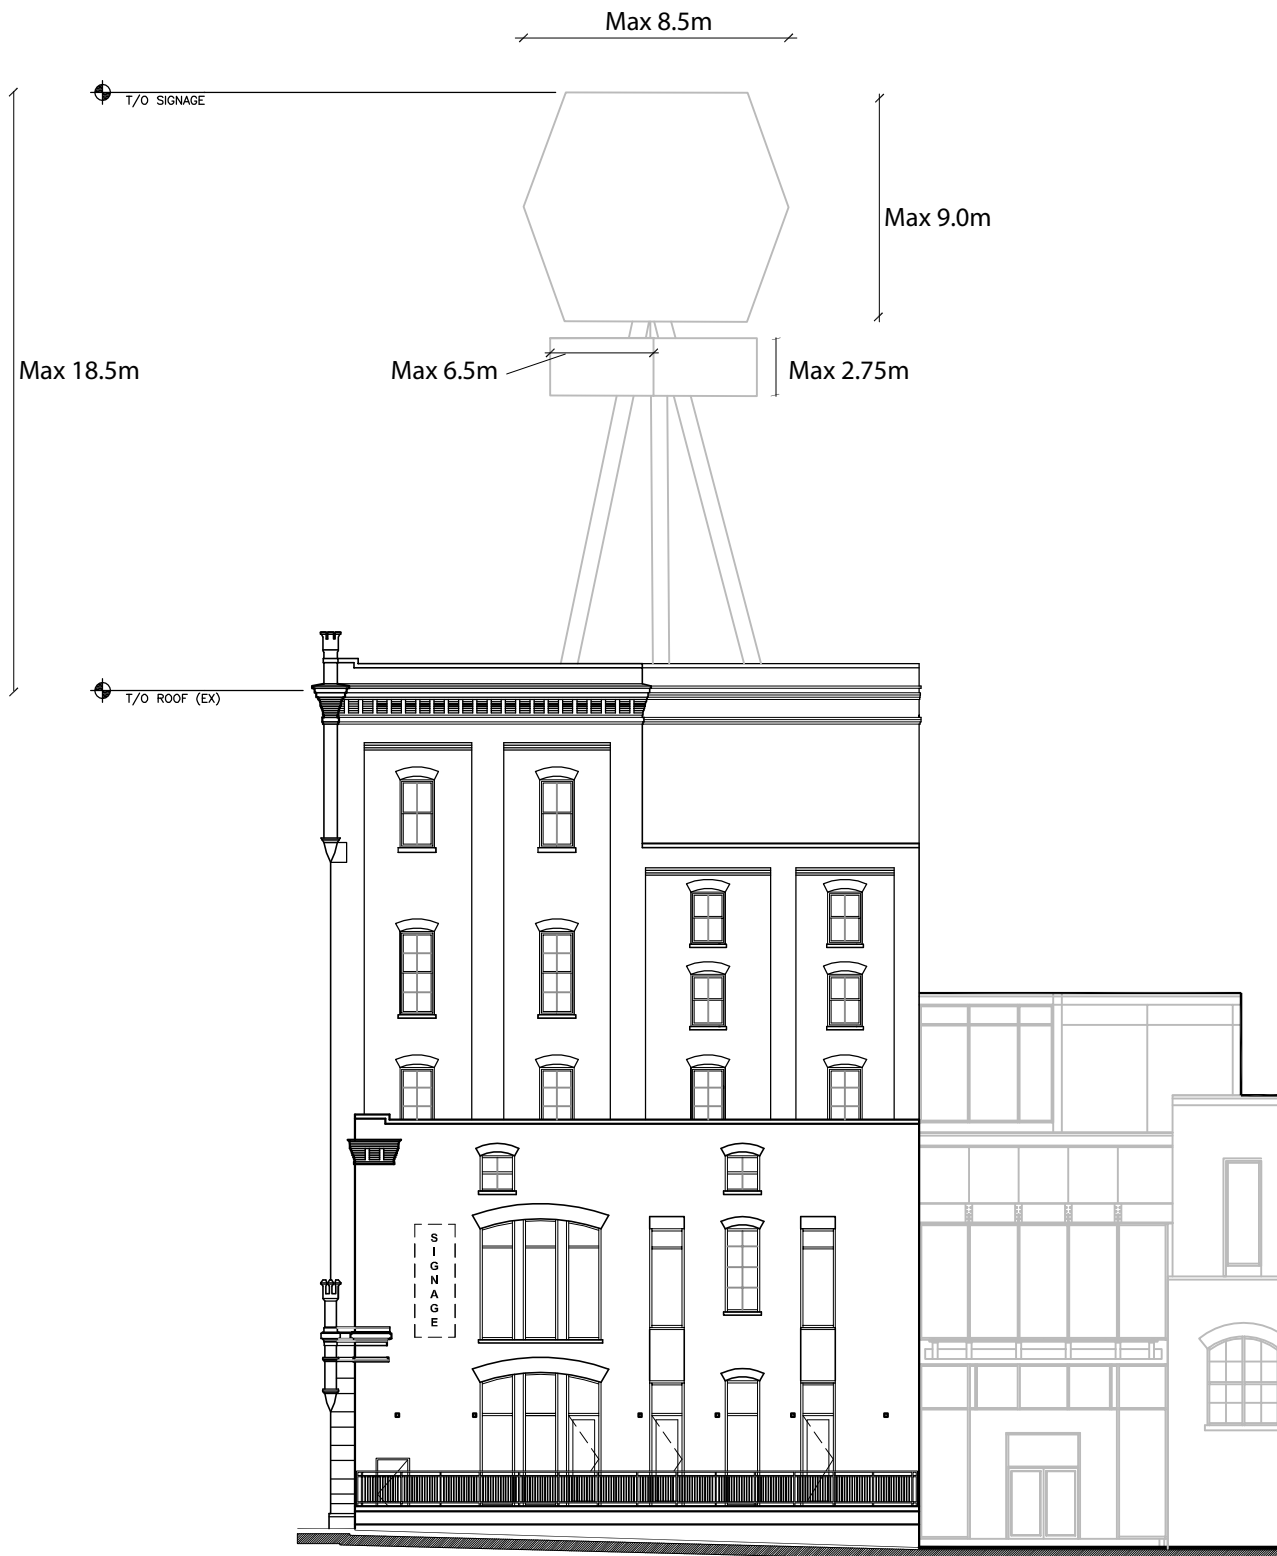 Max 8.5m
T/O SIGNAGE
Max 9.0m
Max 18.5m
Max 6.5m
Max 2.75m
T/O ROOF (EX)
SIGNAGE